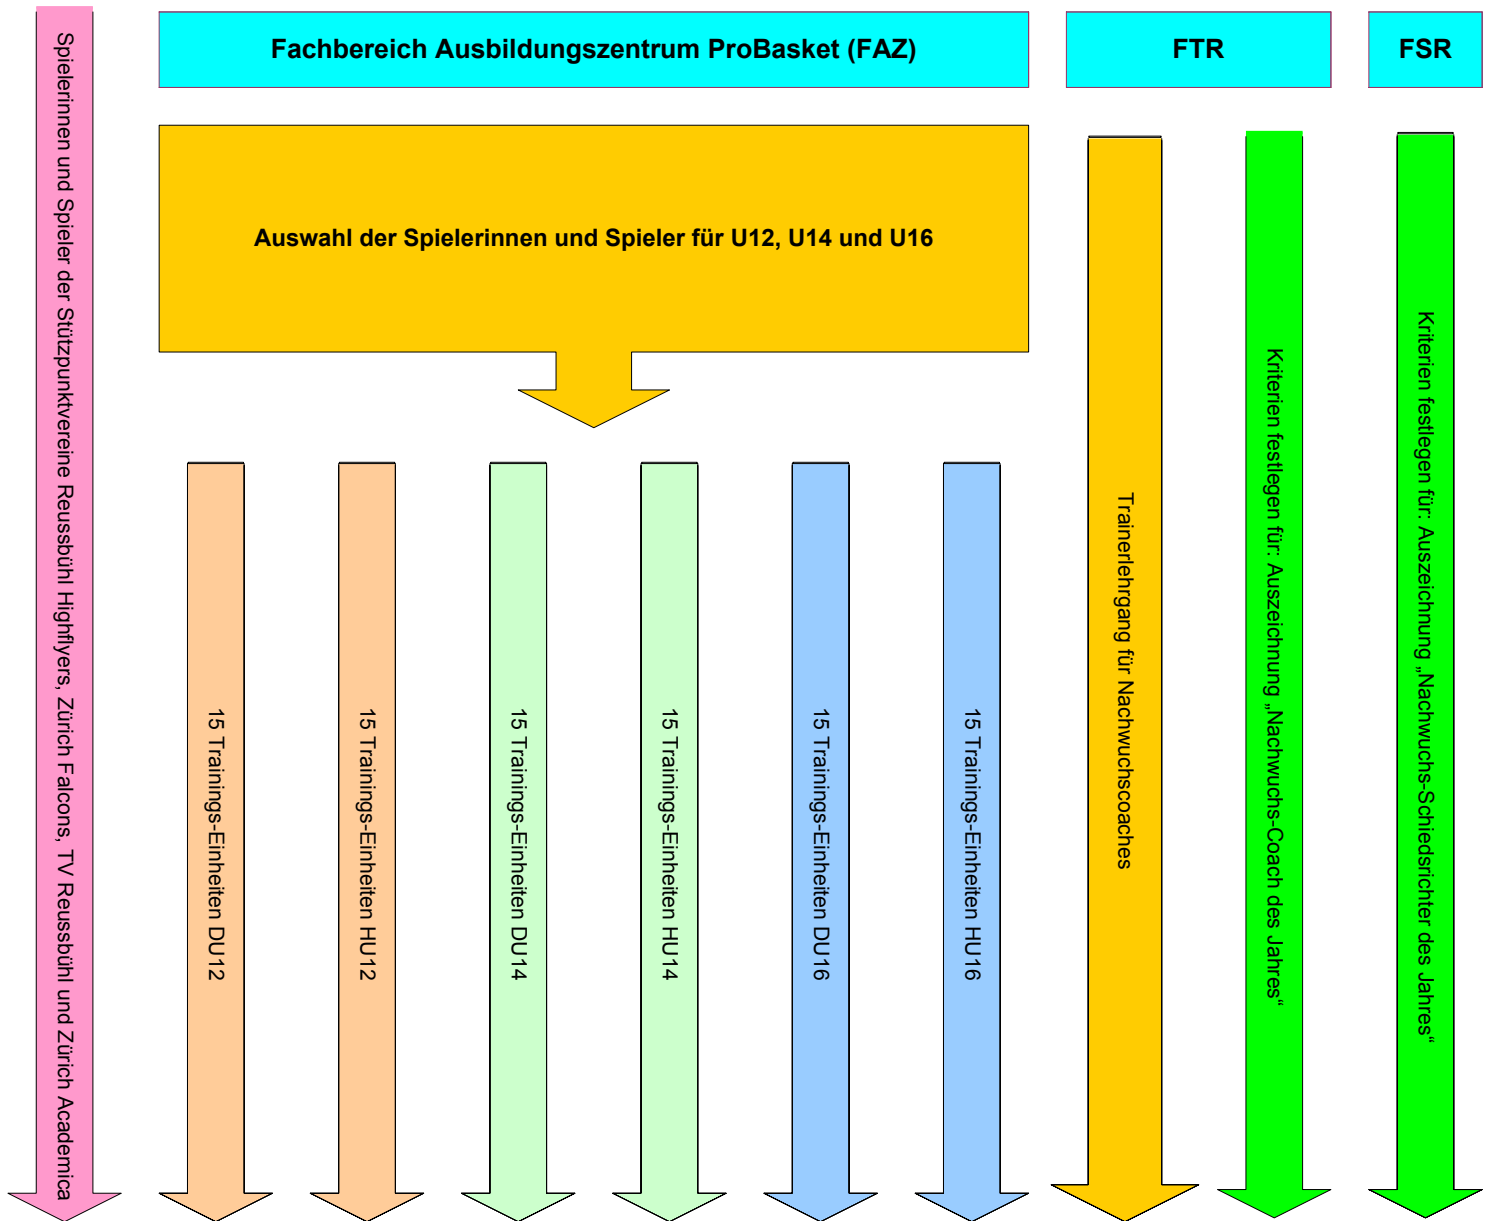 Fachbereich Ausbildungszentrum ProBasket (FAZ)
FTR
FSR
Spielerinnen und Spieler der Stützpunktvereine Reussbühl Highflyers, Zürich Falcons, TV Reussbühl und Zürich Academica
Auswahl der Spielerinnen und Spieler für U12, U14 und U16
15 Trainings-Einheiten DU12
15 Trainings-Einheiten HU12
15 Trainings-Einheiten DU14
15 Trainings-Einheiten HU14
15 Trainings-Einheiten DU16
15 Trainings-Einheiten HU16
Trainerlehrgang für Nachwuchscoaches
Kriterien festlegen für: Auszeichnung „Nachwuchs-Coach des Jahres“
Kriterien festlegen für: Auszeichnung „Nachwuchs-Schiedsrichter des Jahres“